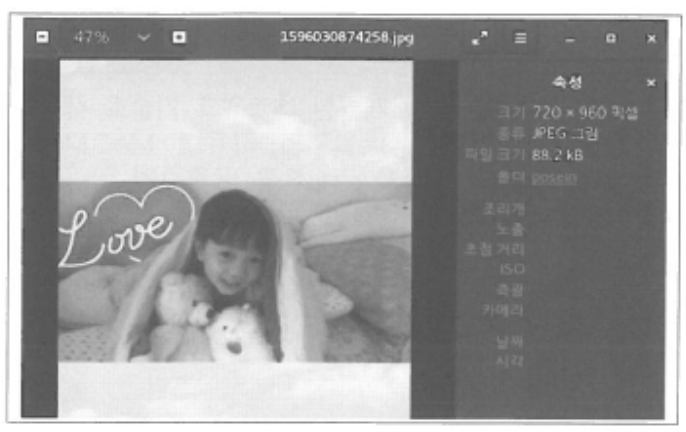 47%
1596030874258.jpg
속성
크기 720 × 960 픽셀
종류 JPEG 그림
파일 크기 88.2 kB
폴더 posein
조리개
노출
초점 거리
ISO
측광
카메라
날짜
시각
Love